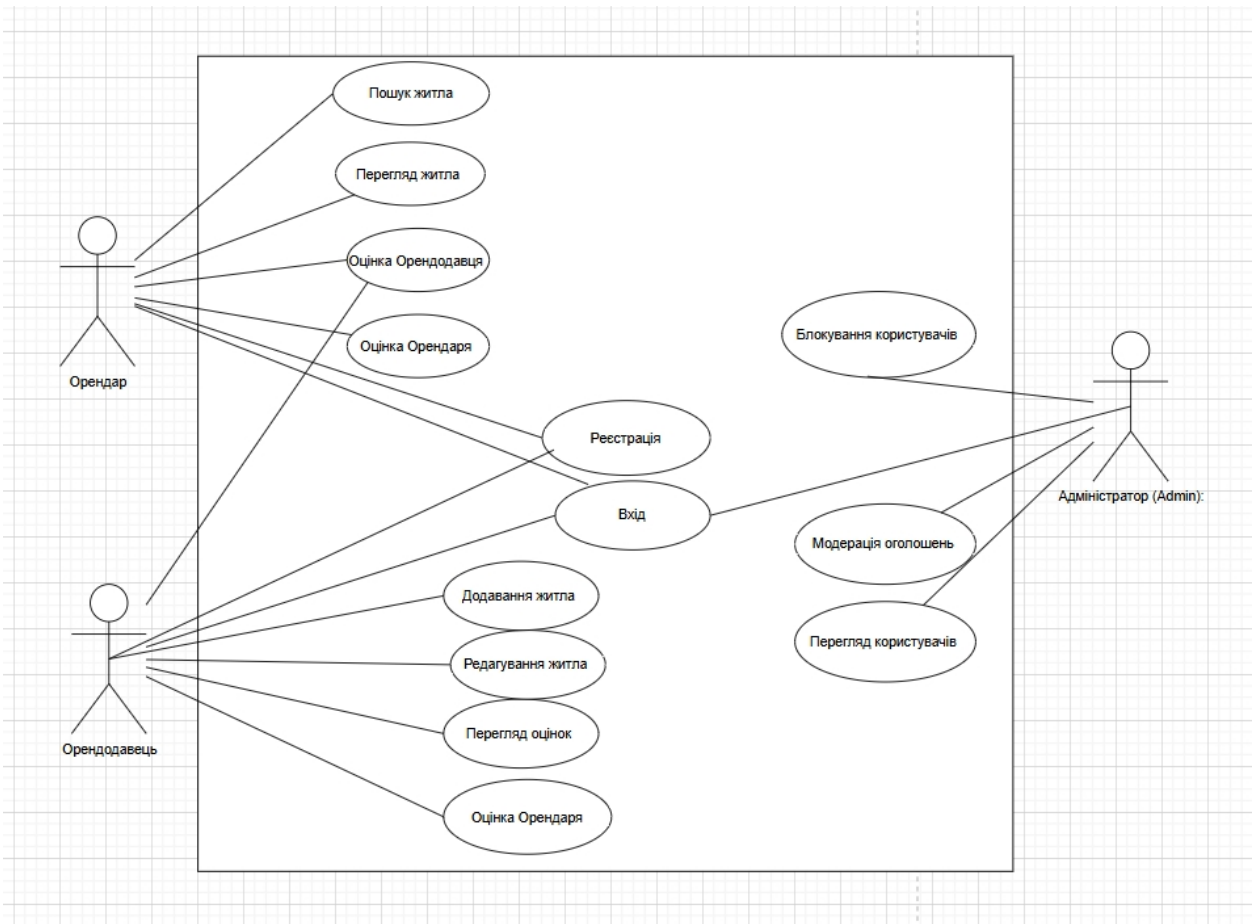 Пошук житла
Перегляд житла
Оцінка Орендодавця
Оцінка Орендаря
Орендар
Блокування користувачів
Реєстрація
Вхід
Адміністратор (Admin):
Модерація оголошень
Додавання житла
Перегляд користувачів
Редагування житла
Перегляд оцінок
Орендодавець
Оцінка Орендаря